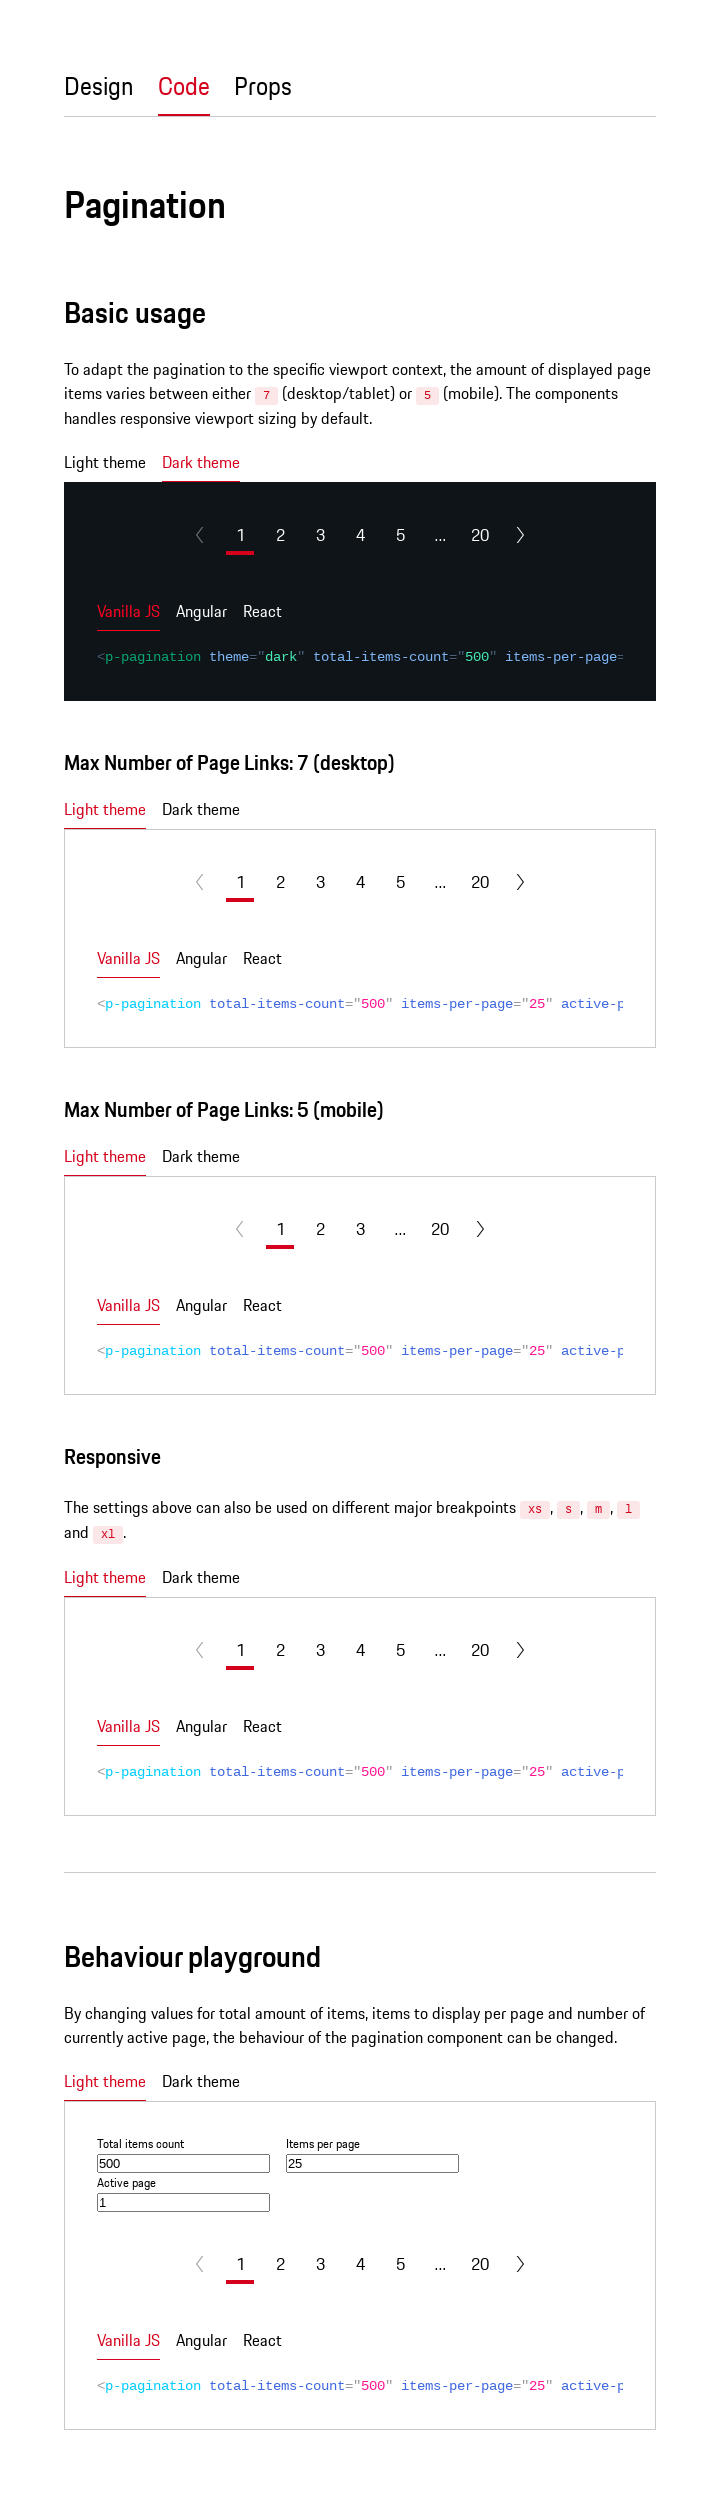 Design Code Props
Pagination
Basic usage
To adapt the pagination to the specific viewport context, the amount of displayed page
items varies between either 7 (desktop/tablet) or 5 (mobile). The components
handles responsive viewport sizing by default.
Light theme Dark theme
1 2 3 4 5 ... 20
Vanilla JS Angular React
<p-pagination theme="dark" total-items-count="500" items-per-page=
Max Number of Page Links: 7 (desktop)
Light theme Dark theme
1 2 3 4 5 ... 20
Vanilla JS Angular React
<p-pagination total-items-count="500" items-per-page="25" active-p
Max Number of Page Links: 5 (mobile)
Light theme Dark theme
1 2 3 ... 20
Vanilla JS Angular React
<p-pagination total-items-count="500" items-per-page="25" active-p
Responsive
The settings above can also be used on different major breakpoints xs, s, m, l
and xl.
Light theme Dark theme
1 2 3 4 5 ... 20
Vanilla JS Angular React
<p-pagination total-items-count="500" items-per-page="25" active-p
Behaviour playground
By changing values for total amount of items, items to display per page and number of
currently active page, the behaviour of the pagination component can be changed.
Light theme Dark theme
Total items count Items per page
500 25
Active page
1
1 2 3 4 5 ... 20
Vanilla JS Angular React
<p-pagination total-items-count="500" items-per-page="25" active-p